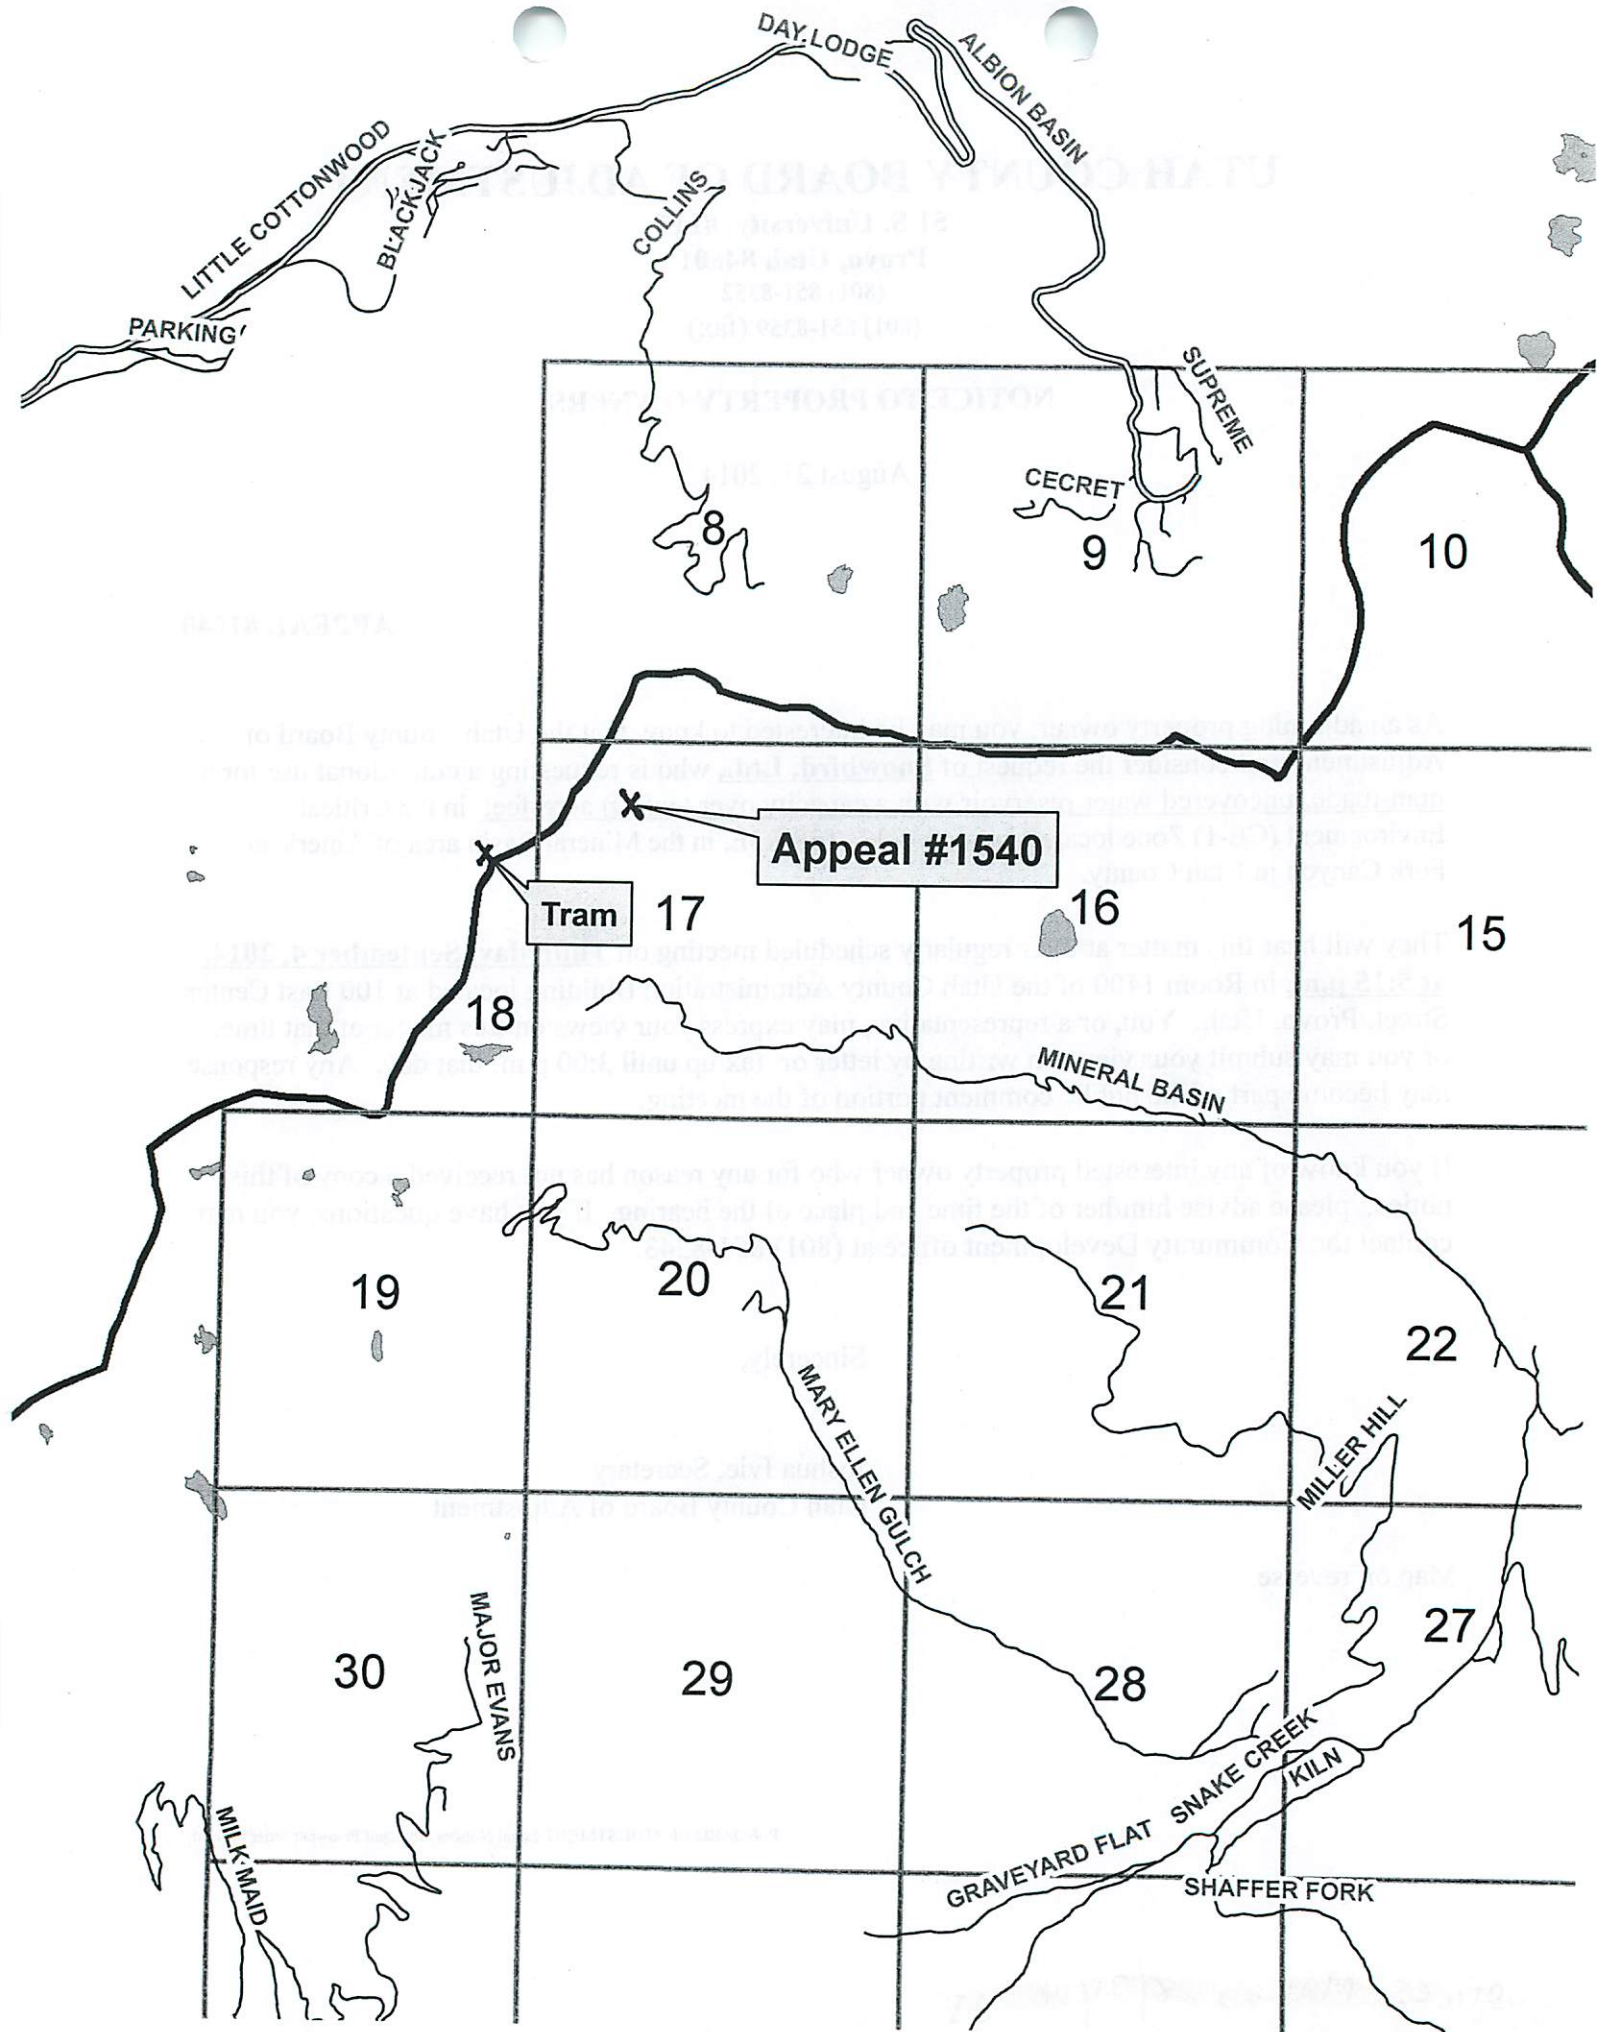 DAY LODGE
ALBION BASIN
LITTLE COTTONWOOD
BLACKJACK
COLLINS
PARKING
SUPREME
CECRET
8
9
10
Appeal #1540
Tram
17
16
15
18
MINERAL BASIN
19
20
21
22
MARY ELLEN GULCH
MILLER HILL
MAJOR EVANS
27
30
29
28
SNAKE CREEK
KILN
MILK MAID
GRAVEYARD FLAT
SHAFFER FORK